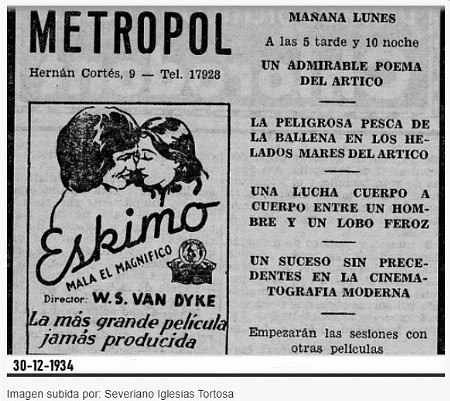 METROPOL
Hernán Cortés, 9 — Tel. 17928
Eskimo
MALA EL MAGNIFICO
Director: W. S. VAN DYKE
La más grande película
jamás producida
MAÑANA LUNES
A las 5 tarde y 10 noche
UN ADMIRABLE POEMA
DEL ARTICO
LA PELIGROSA PESCA DE
LA BALLENA EN LOS HE-
LADOS MARES DEL ARTICO
UNA LUCHA CUERPO A
CUERPO ENTRE UN HOM-
BRE Y UN LOBO FEROZ
UN SUCESO SIN PRECE-
DENTES EN LA CINEMA-
TOGRAFIA MODERNA
Empezarán las sesiones con
otras películas
30-12-1934
Imagen subida por: Severiano Iglesias Tortosa